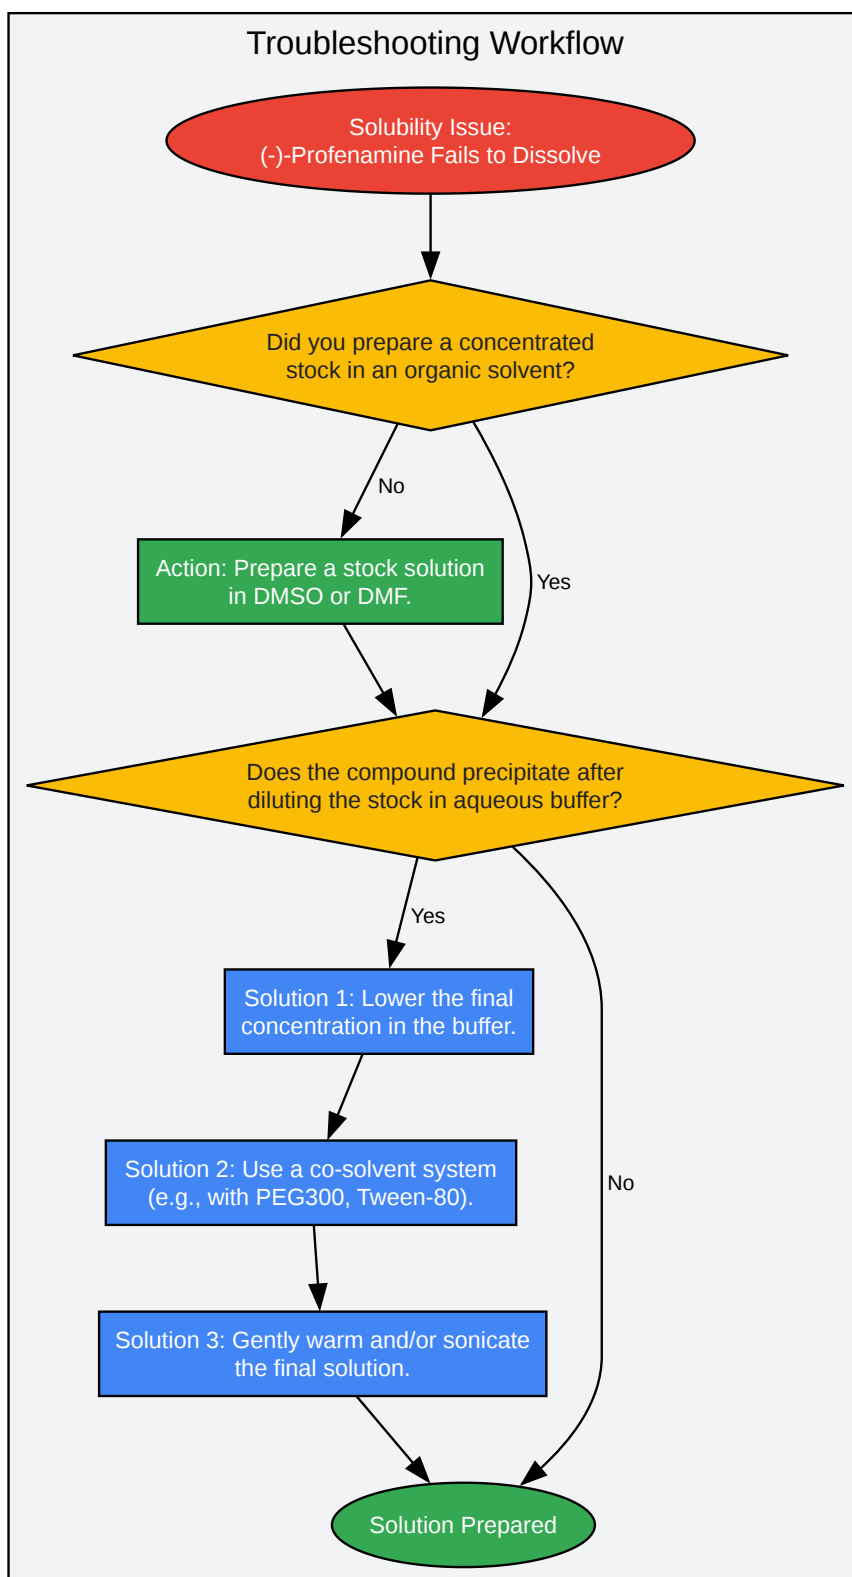 Troubleshooting Workflow
Solubility Issue:
(-)-Profenamine Fails to Dissolve
Did you prepare a concentrated
stock in an organic solvent?
No
Action: Prepare a stock solution
in DMSO or DMF.
Yes
Does the compound precipitate after
diluting the stock in aqueous buffer?
Yes
Solution 1: Lower the final
concentration in the buffer.
Solution 2: Use a co-solvent system
(e.g., with PEG300, Tween-80).
No
Solution 3: Gently warm and/or sonicate
the final solution.
Solution Prepared